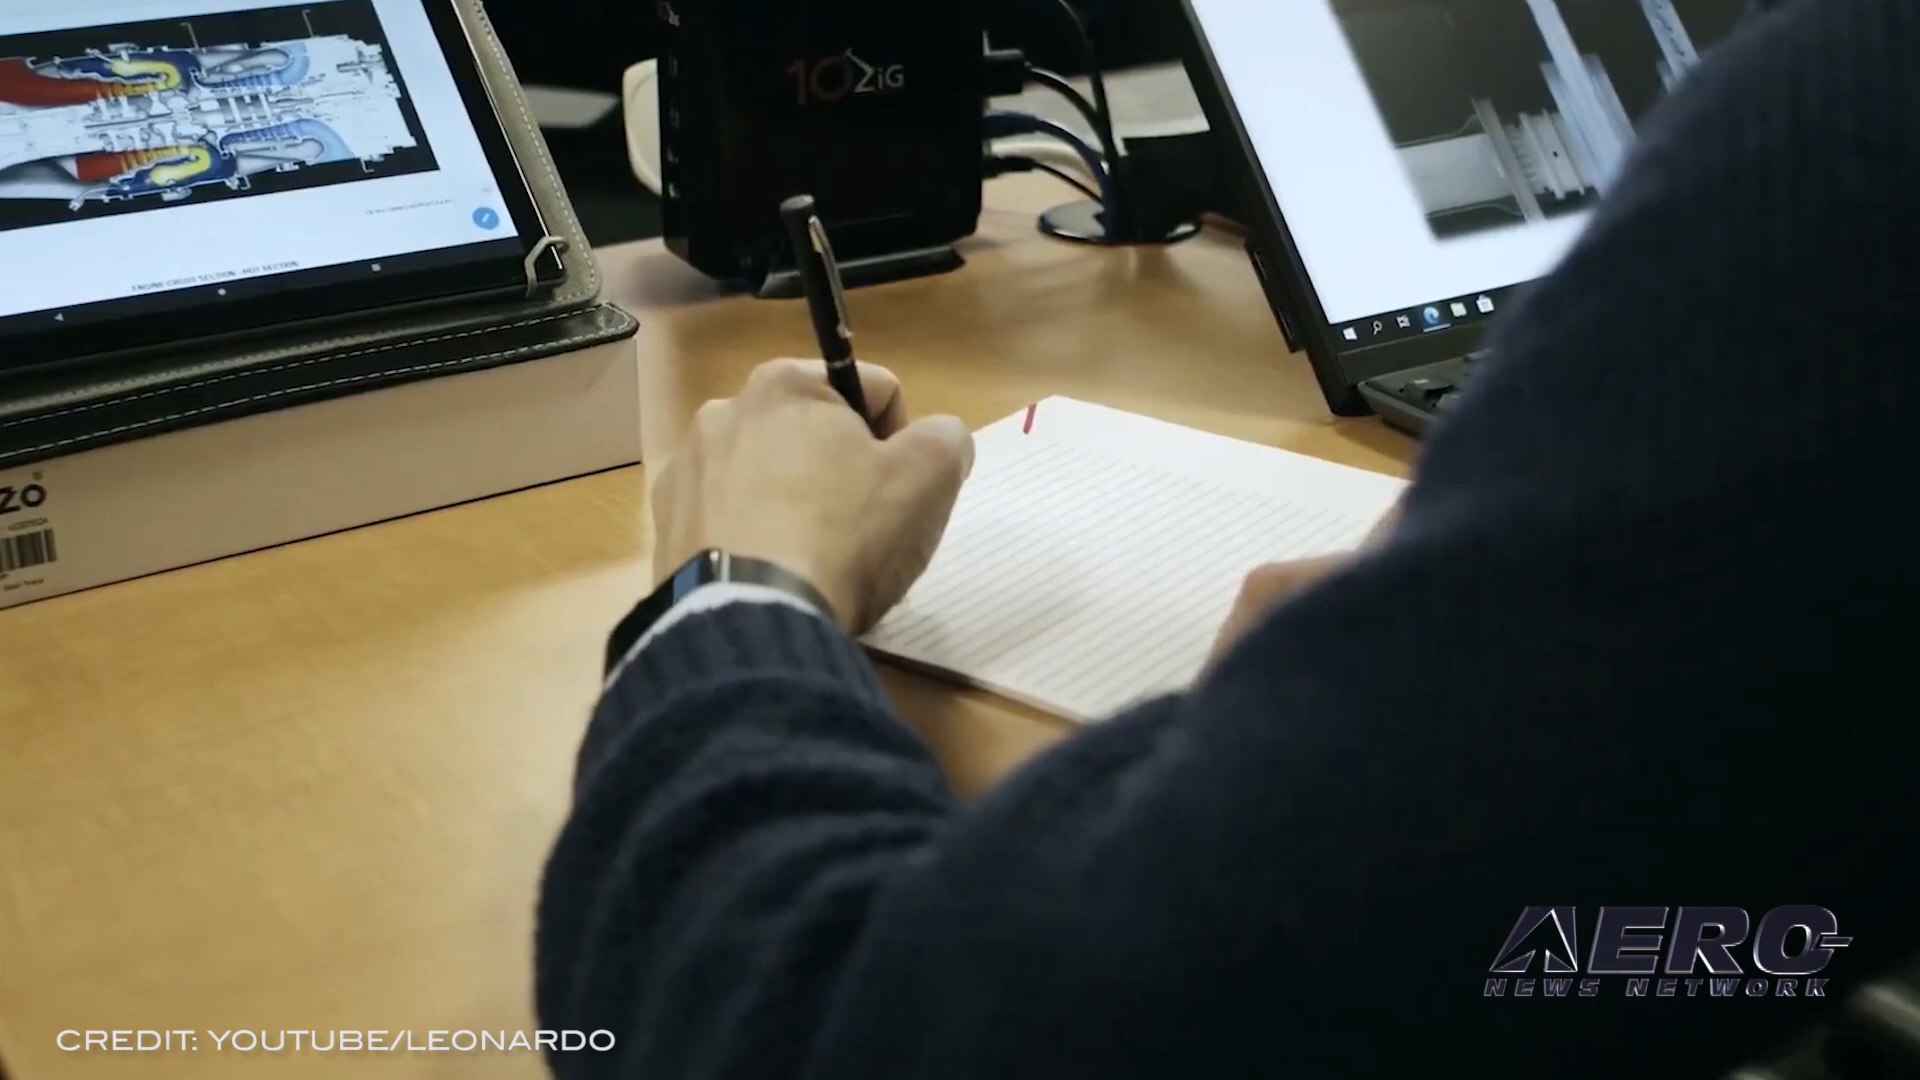 10ZiG
ENGINE CROSS SECTION - HOT SECTION
ZO
AERO
NEWS NETWORK
CREDIT: YOUTUBE/LEONARDO